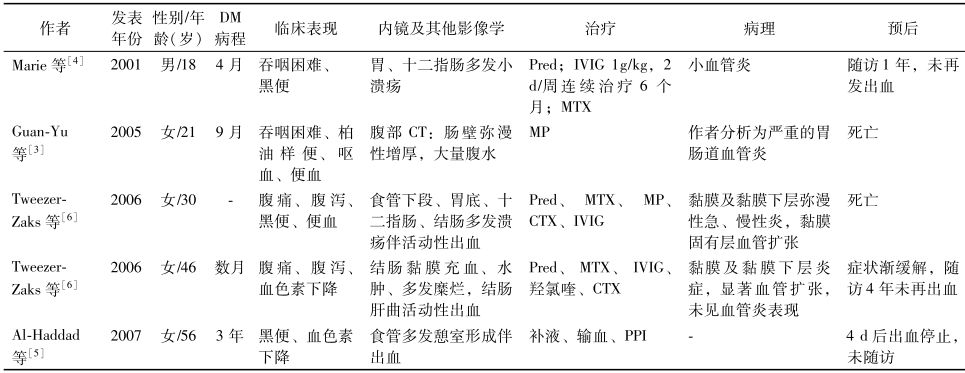 作者 发表年份 性别/年龄(岁) DM病程 临床表现 内镜及其他影像学 治疗 病理 预后
Marie 等[4] 2001 男/18 4 月 吞咽困难、黑便 胃、十二指肠多发小溃疡 Pred；IVIG 1g/kg，2 d/周连续治疗 6 个月；MTX 小血管炎 随访 1 年，未再发出血
Guan-Yu 等[3] 2005 女/21 9 月 吞咽困难、柏油样便、呕血、便血 腹部 CT：肠壁弥漫性增厚，大量腹水 MP 作者分析为严重的胃肠道血管炎 死亡
Tweezer-Zaks 等[6] 2006 女/30 - 腹痛、腹泻、黑便、便血 食管下段、胃底、十二指肠、结肠多发溃疡伴活动性出血 Pred、MTX、MP、CTX、IVIG 黏膜及黏膜下层弥漫性急、慢性炎，黏膜固有层血管扩张 死亡
Tweezer-Zaks 等[6] 2006 女/46 数月 腹痛、腹泻、血色素下降 结肠黏膜充血、水肿、多发糜烂，结肠肝曲活动性出血 Pred、MTX、IVIG、羟氯喹、CTX 黏膜及黏膜下层炎症，显著血管扩张，未见血管炎表现 症状渐缓解，随访 4 年未再出血
Al-Haddad 等[5] 2007 女/56 3 年 黑便、血色素下降 食管多发憩室形成伴出血 补液、输血、PPI - 4 d 后出血停止，未随访